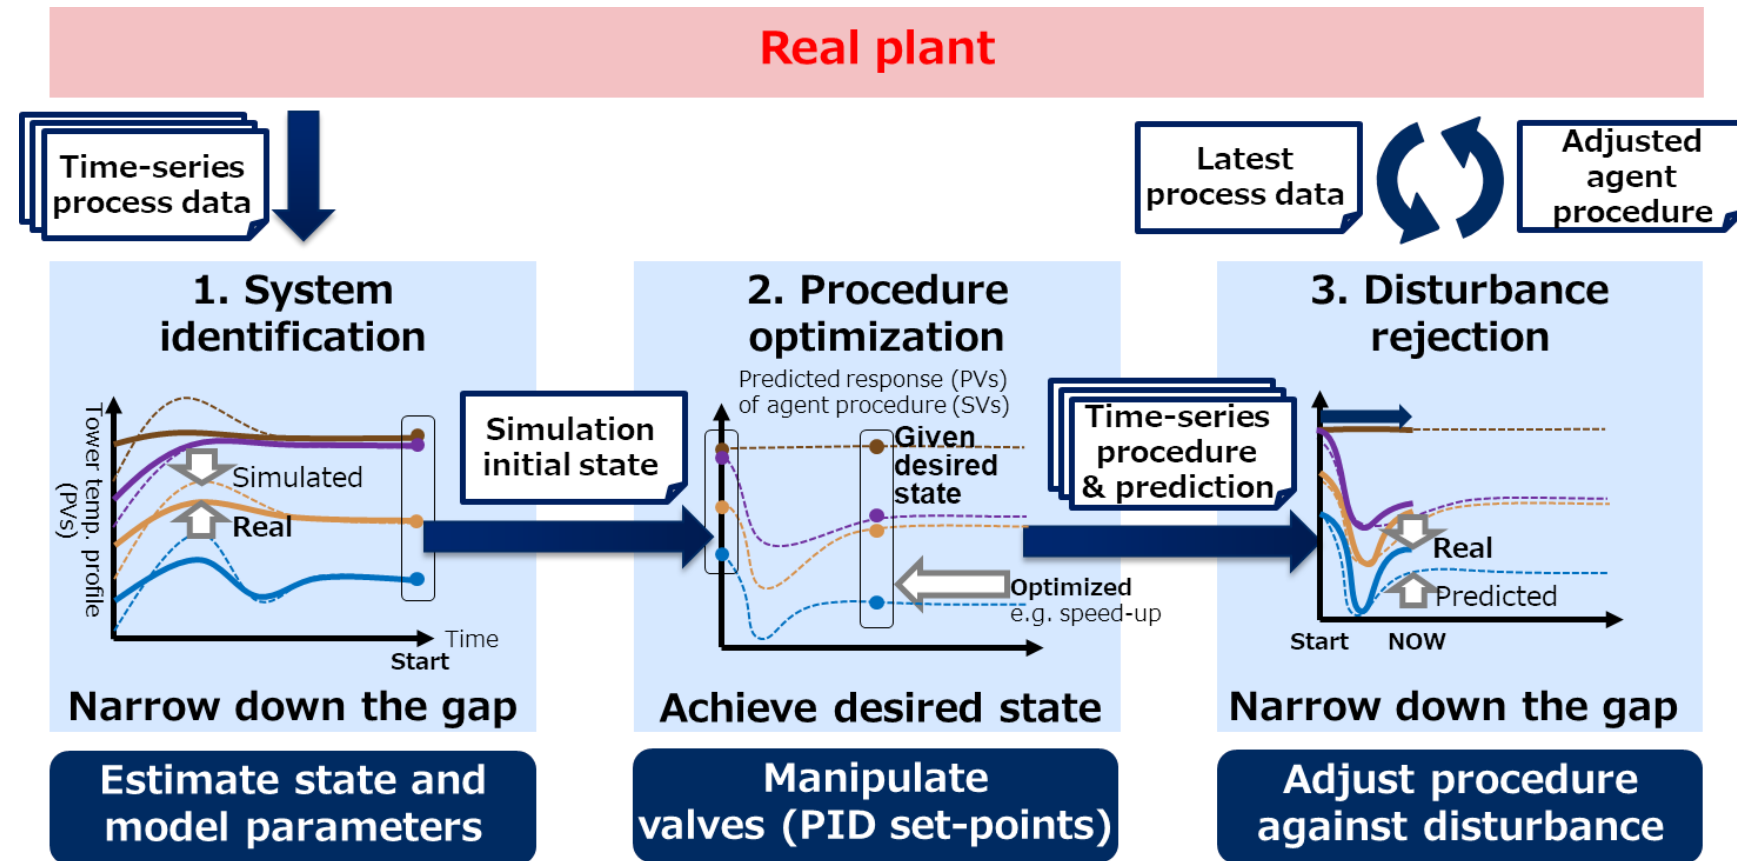 Real plant
Time-series
process data
Latest
process data
Adjusted
agent
procedure
1. System
identification
Tower temp. profile
(PVs)
Simulated
Real
Time
Start
Narrow down the gap
Estimate state and
model parameters
Simulation
initial state
2. Procedure
optimization
Predicted response (PVs)
of agent procedure (SVs)
Given
desired
state
Optimized
e.g. speed-up
Achieve desired state
Manipulate
valves (PID set-points)
Time-series
procedure
& prediction
3. Disturbance
rejection
Real
Predicted
Start
NOW
Narrow down the gap
Adjust procedure
against disturbance